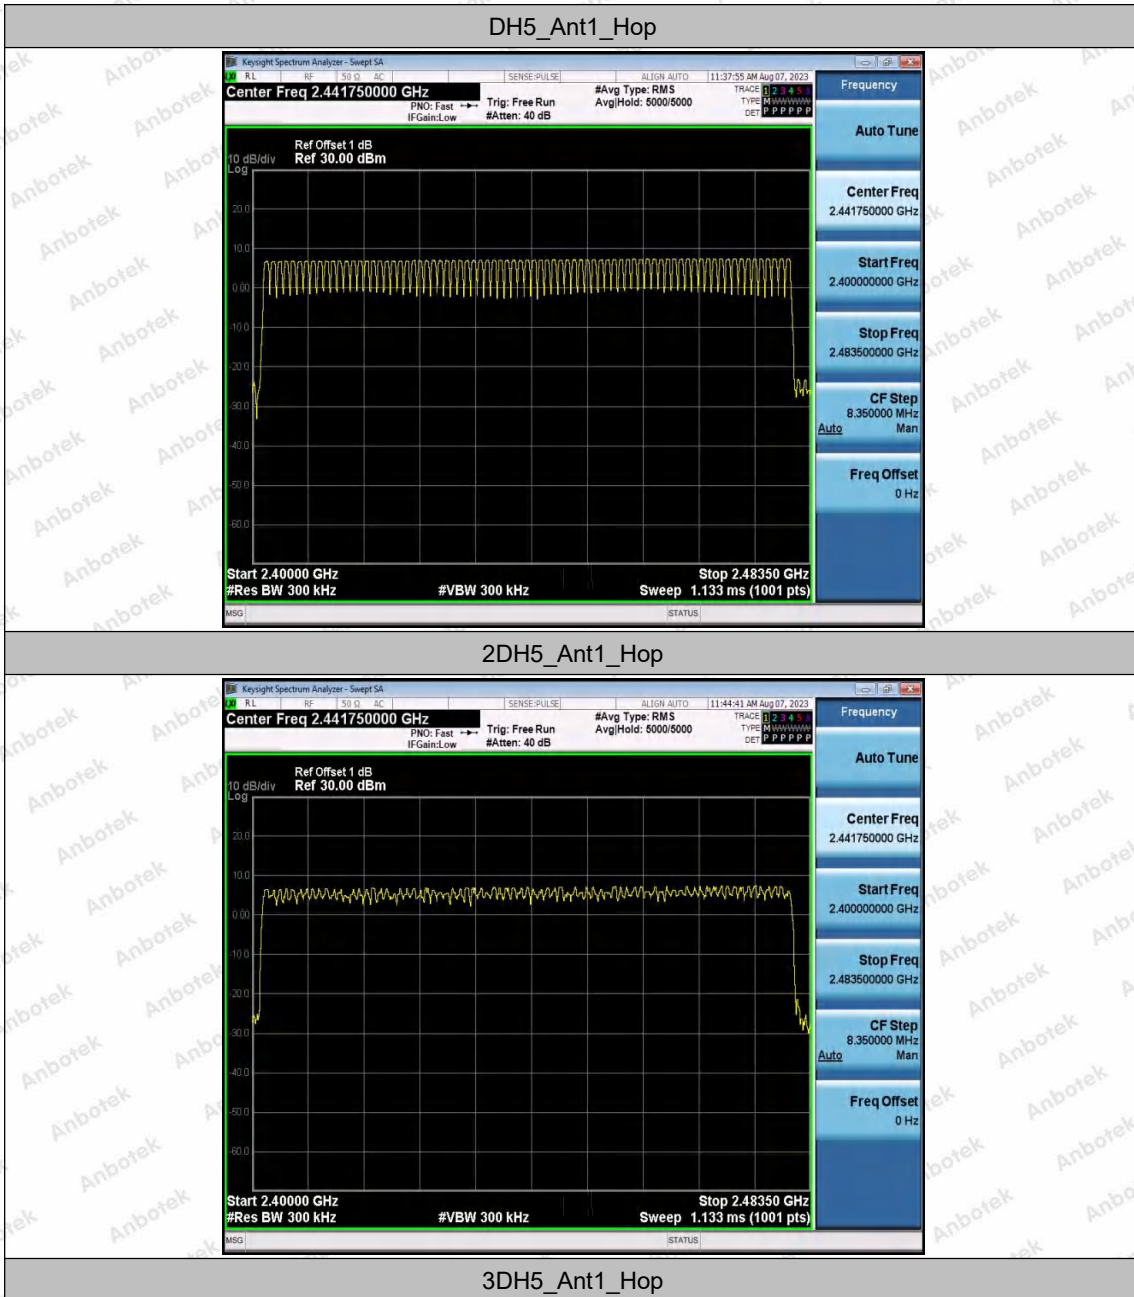 DH5_Ant1_Hop
Keysight Spectrum Analyzer - Swept SA
RL RF 50 Ω AC SENSE:PULSE ALIGN AUTO 11:37:55 AM Aug 07, 2023
Center Freq 2.441750000 GHz
PNO: Fast
IFGain:Low
Trig: Free Run
#Atten: 40 dB
#Avg Type: RMS
Avg|Hold: 5000/5000
TRACE 1 2 3 4 5 6
TYPE M W W W W W
DET P P P P P P
Ref Offset 1 dB
10 dB/div Ref 30.00 dBm
Log
20.0
10.0
0.00
-10.0
-20.0
-30.0
-40.0
-50.0
-60.0
Start 2.40000 GHz Stop 2.48350 GHz
#Res BW 300 kHz #VBW 300 kHz Sweep 1.133 ms (1001 pts)
MSG STATUS
Frequency
Auto Tune
Center Freq
2.441750000 GHz
Start Freq
2.400000000 GHz
Stop Freq
2.483500000 GHz
CF Step
8.350000 MHz
Auto Man
Freq Offset
0 Hz
2DH5_Ant1_Hop
Keysight Spectrum Analyzer - Swept SA
RL RF 50 Ω AC SENSE:PULSE ALIGN AUTO 11:44:41 AM Aug 07, 2023
Center Freq 2.441750000 GHz
PNO: Fast
IFGain:Low
Trig: Free Run
#Atten: 40 dB
#Avg Type: RMS
Avg|Hold: 5000/5000
TRACE 1 2 3 4 5 6
TYPE M W W W W W
DET P P P P P P
Ref Offset 1 dB
10 dB/div Ref 30.00 dBm
Log
20.0
10.0
0.00
-10.0
-20.0
-30.0
-40.0
-50.0
-60.0
Start 2.40000 GHz Stop 2.48350 GHz
#Res BW 300 kHz #VBW 300 kHz Sweep 1.133 ms (1001 pts)
MSG STATUS
Frequency
Auto Tune
Center Freq
2.441750000 GHz
Start Freq
2.400000000 GHz
Stop Freq
2.483500000 GHz
CF Step
8.350000 MHz
Auto Man
Freq Offset
0 Hz
3DH5_Ant1_Hop
Anbotek